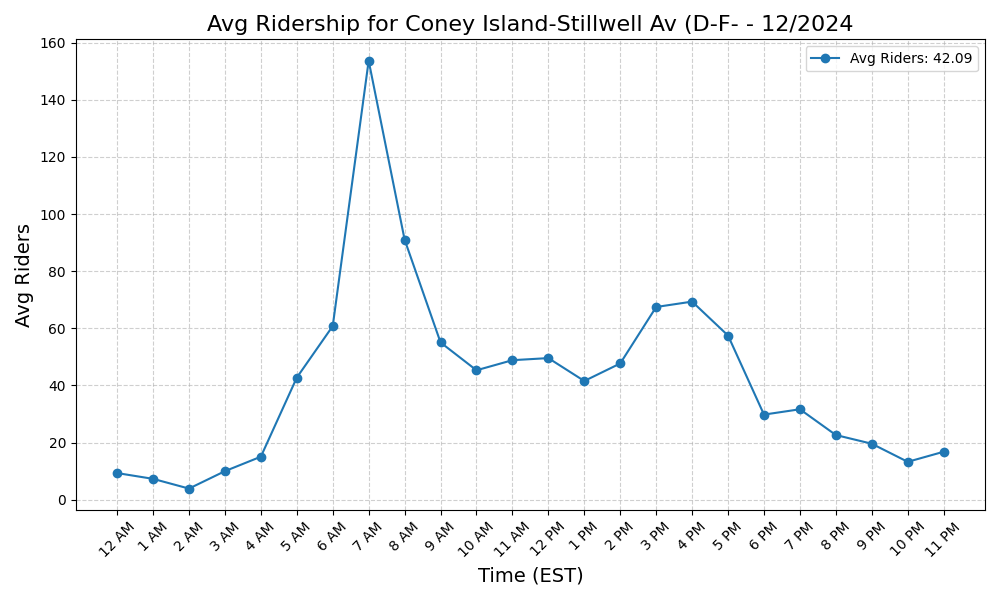 Avg Ridership for Coney Island-Stillwell Av (D-F- - 12/2024
Avg Riders: 42.09
Avg Riders
160
140
120
100
80
60
40
20
0
12 AM
1 AM
2 AM
3 AM
4 AM
5 AM
6 AM
7 AM
8 AM
9 AM
10 AM
11 AM
12 PM
1 PM
2 PM
3 PM
4 PM
5 PM
6 PM
7 PM
8 PM
9 PM
10 PM
11 PM
Time (EST)